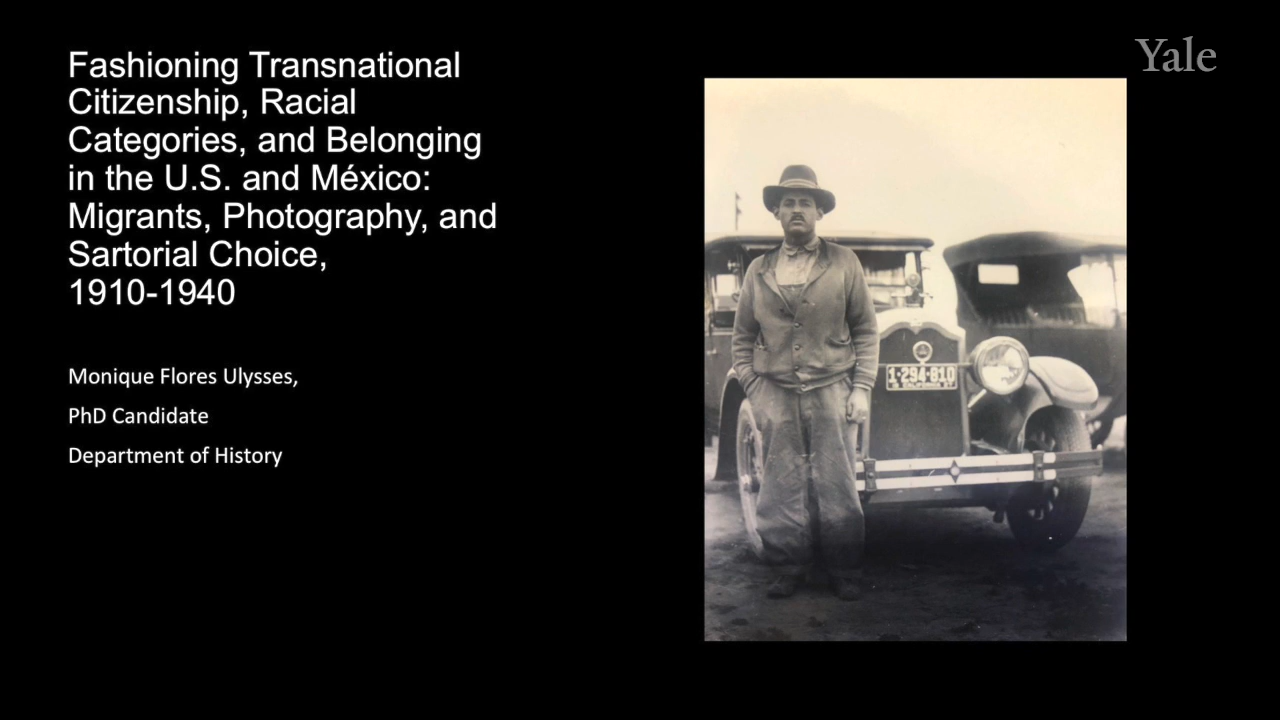 Yale
Fashioning Transnational
Citizenship, Racial
Categories, and Belonging
in the U.S. and México:
Migrants, Photography, and
Sartorial Choice,
1910-1940
Monique Flores Ulysses,
PhD Candidate
Department of History
1-294-810
CALIFORNIA